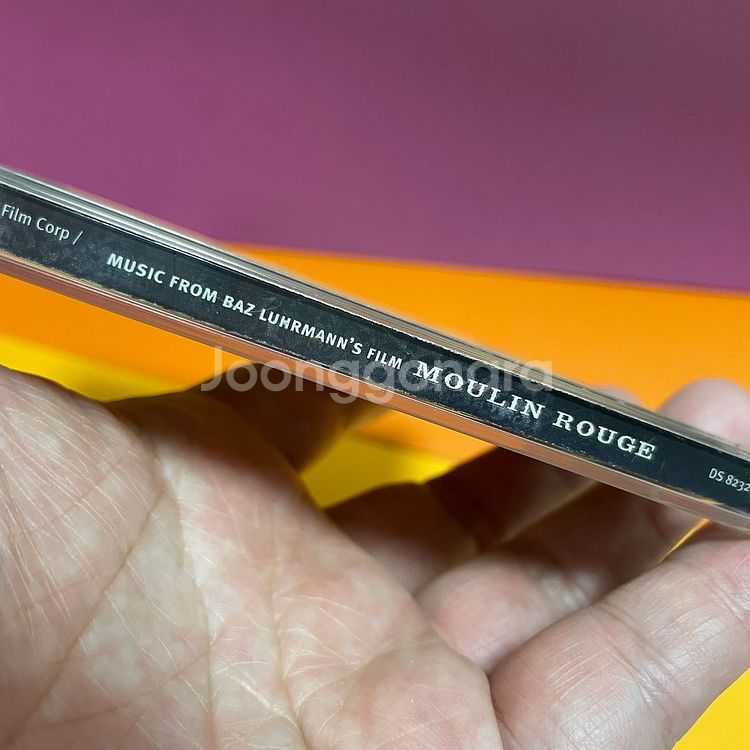 Film Corp / MUSIC FROM BAZ LUHRMANN'S FILM MOULIN ROUGE DS 8232
Joonggonara